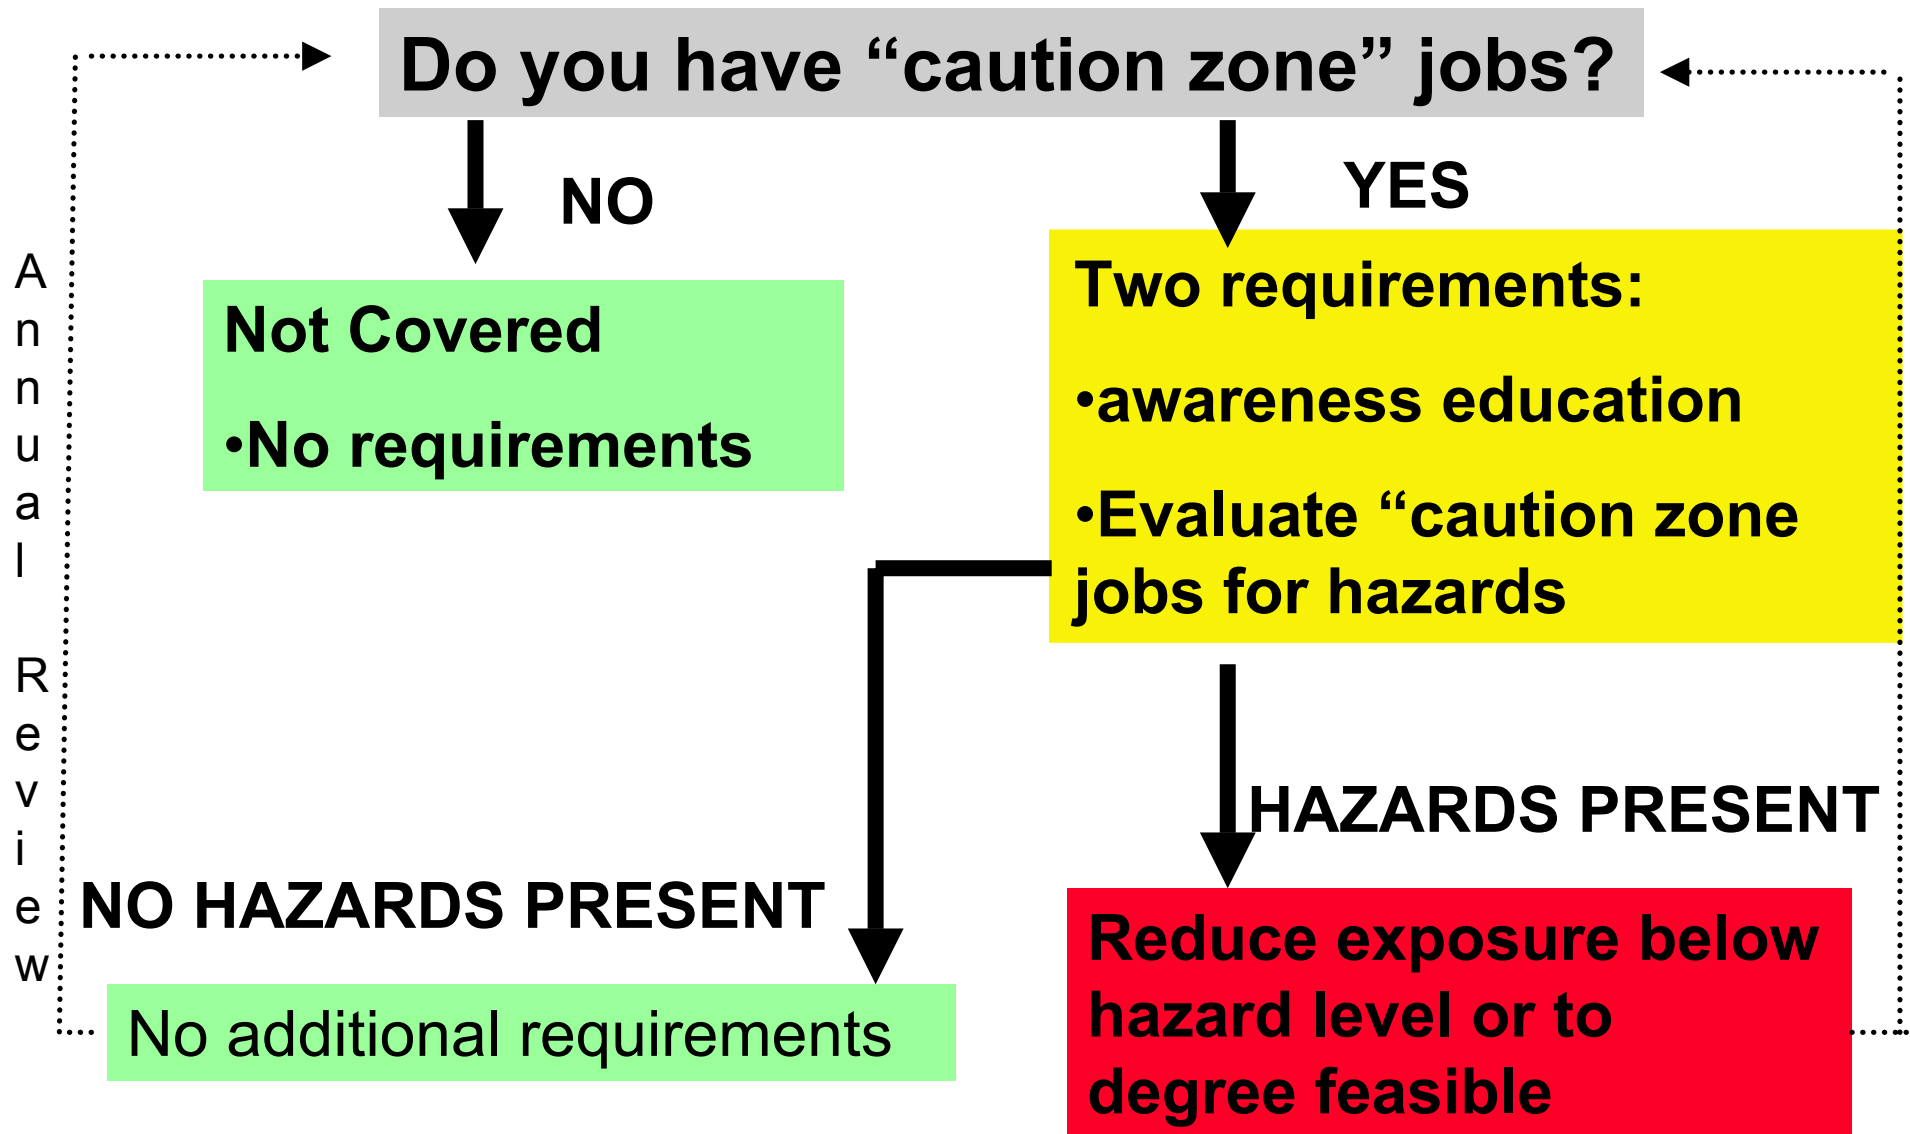 Do you have “caution zone” jobs?
NO
YES
Not Covered
•No requirements
Two requirements:
•awareness education
•Evaluate “caution zone
jobs for hazards
Annual Review
HAZARDS PRESENT
NO HAZARDS PRESENT
No additional requirements
Reduce exposure below
hazard level or to
degree feasible